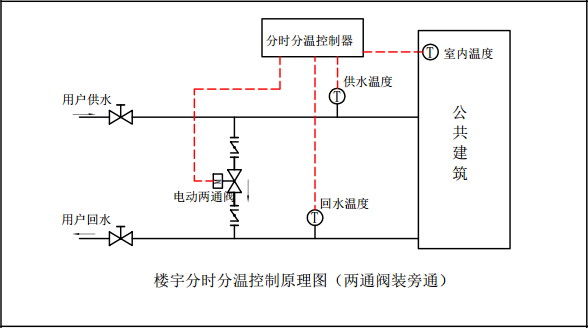 分时分温控制器
T
室内温度
供水温度
T
用户供水
公共建筑
电动两通阀
M
回水温度
T
用户回水
楼宇分时分温控制原理图（两通阀装旁通）